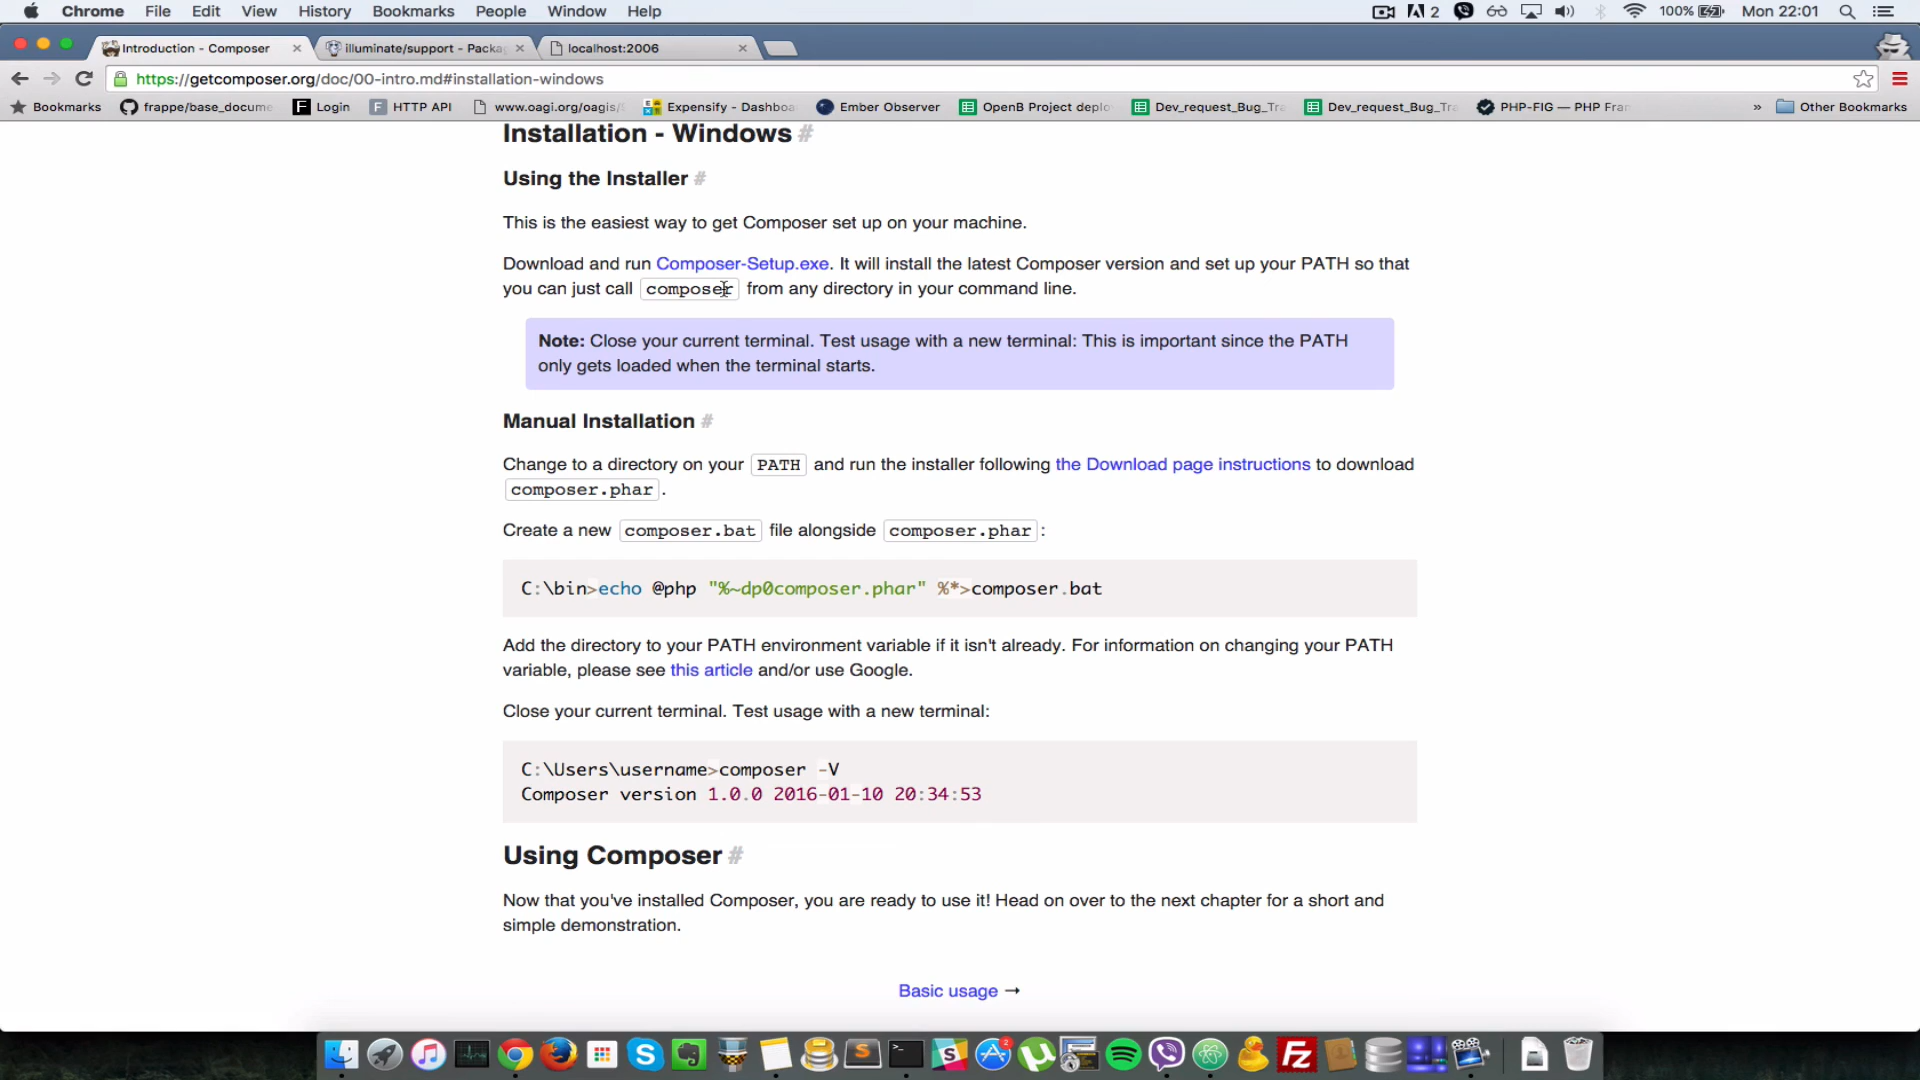 Chrome File Edit View History Bookmarks People Window Help
2 100% Mon 22:01
Introduction - Composer
illuminate/support - Packa
localhost:2006
https://getcomposer.org/doc/00-intro.md#installation-windows
Bookmarks frappe/base_docume Login HTTP API www.oagi.org/oagis/ Expensify - Dashboa Ember Observer OpenB Project deplo Dev_request_Bug_Tra Dev_request_Bug_Tra PHP-FIG — PHP Fram » Other Bookmarks
Installation - Windows #
Using the Installer #
This is the easiest way to get Composer set up on your machine.
Download and run Composer-Setup.exe. It will install the latest Composer version and set up your PATH so that
you can just call composer from any directory in your command line.
Note: Close your current terminal. Test usage with a new terminal: This is important since the PATH
only gets loaded when the terminal starts.
Manual Installation #
Change to a directory on your PATH and run the installer following the Download page instructions to download
composer.phar .
Create a new composer.bat file alongside composer.phar :
C:\bin>echo @php "%~dp0composer.phar" %*>composer.bat
Add the directory to your PATH environment variable if it isn't already. For information on changing your PATH
variable, please see this article and/or use Google.
Close your current terminal. Test usage with a new terminal:
C:\Users\username>composer -V
Composer version 1.0.0 2016-01-10 20:34:53
Using Composer #
Now that you've installed Composer, you are ready to use it! Head on over to the next chapter for a short and
simple demonstration.
Basic usage →